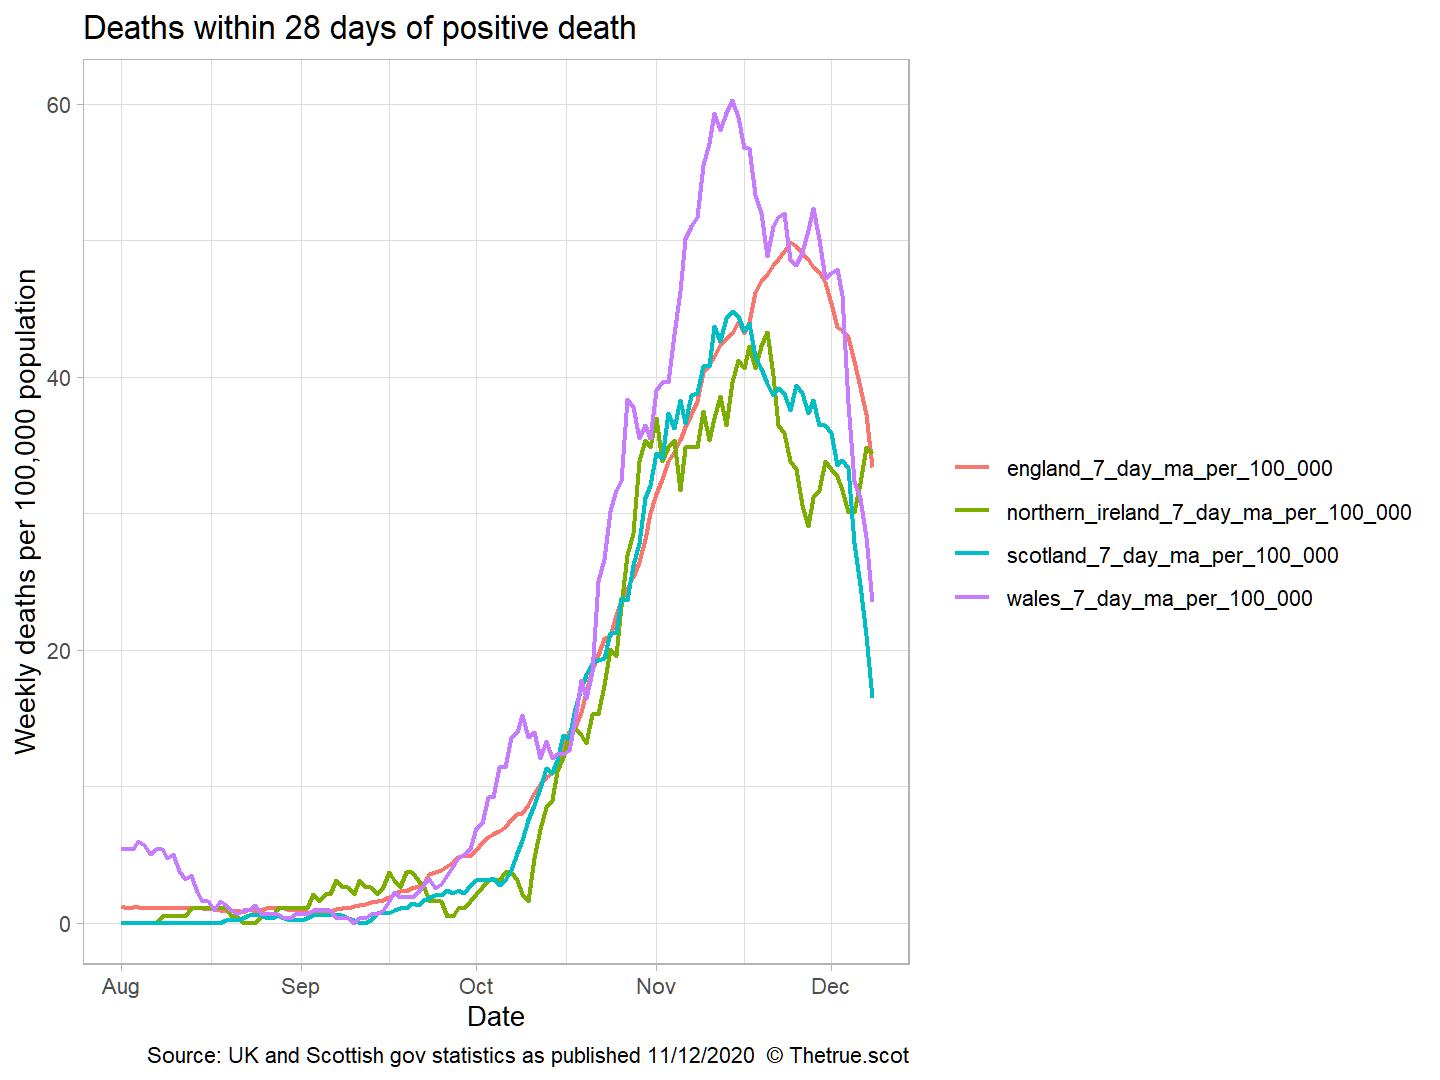 Deaths within 28 days of positive death
Weekly deaths per 100,000 population
60
40
20
0
Aug Sep Oct Nov Dec
Date
england_7_day_ma_per_100_000
northern_ireland_7_day_ma_per_100_000
scotland_7_day_ma_per_100_000
wales_7_day_ma_per_100_000
Source: UK and Scottish gov statistics as published 11/12/2020 © Thetrue.scot